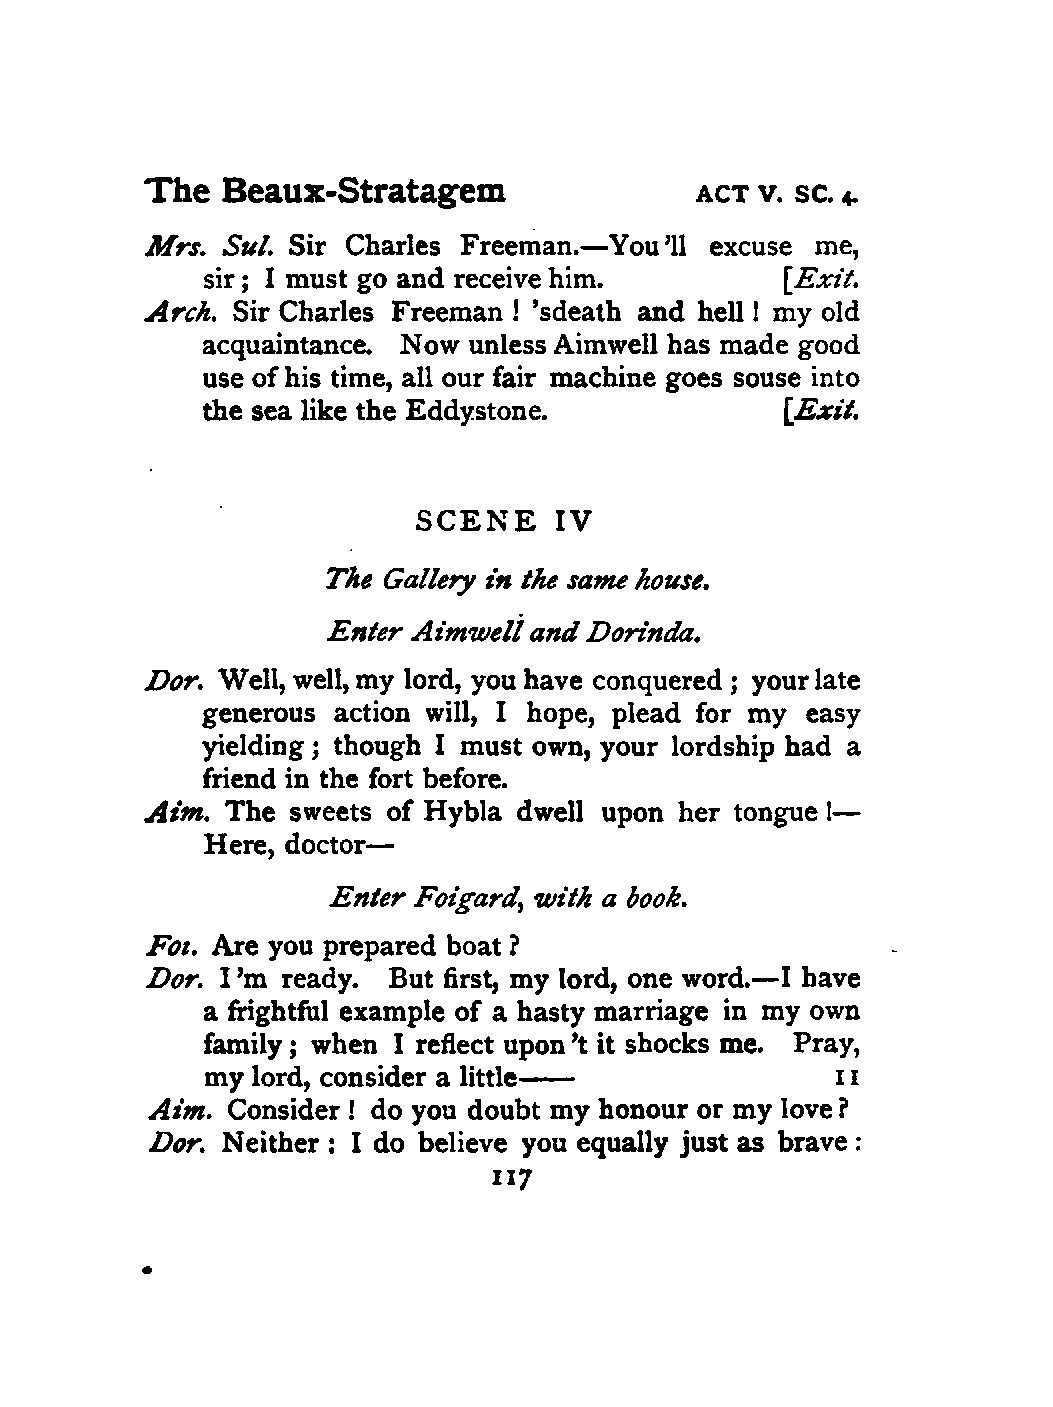 The Beaux-Stratagem ACT V. SC. 4.
Mrs. Sul. Sir Charles Freeman.—You'll excuse me,
sir; I must go and receive him. [Exit.
Arch. Sir Charles Freeman! 'sdeath and hell! my old
acquaintance. Now unless Aimwell has made good
use of his time, all our fair machine goes souse into
the sea like the Eddystone. [Exit.
SCENE IV
The Gallery in the same house.
Enter Aimwell and Dorinda.
Dor. Well, well, my lord, you have conquered; your late
generous action will, I hope, plead for my easy
yielding; though I must own, your lordship had a
friend in the fort before.
Aim. The sweets of Hybla dwell upon her tongue!—
Here, doctor—
Enter Foigard, with a book.
Foi. Are you prepared boat?
Dor. I'm ready. But first, my lord, one word.—I have
a frightful example of a hasty marriage in my own
family; when I reflect upon't it shocks me. Pray,
my lord, consider a little—— 11
Aim. Consider! do you doubt my honour or my love?
Dor. Neither: I do believe you equally just as brave:
117